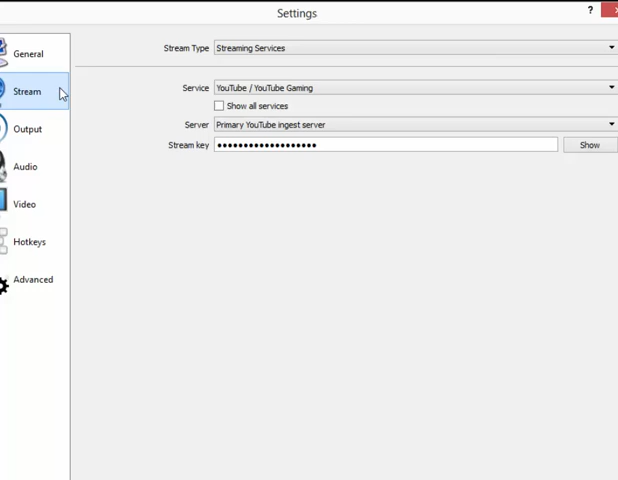 Settings
?
General
Stream
Output
Audio
Video
Hotkeys
Advanced
Stream Type Streaming Services
Service YouTube / YouTube Gaming
Show all services
Server Primary YouTube ingest server
Stream key ••••••••••••••••••• Show